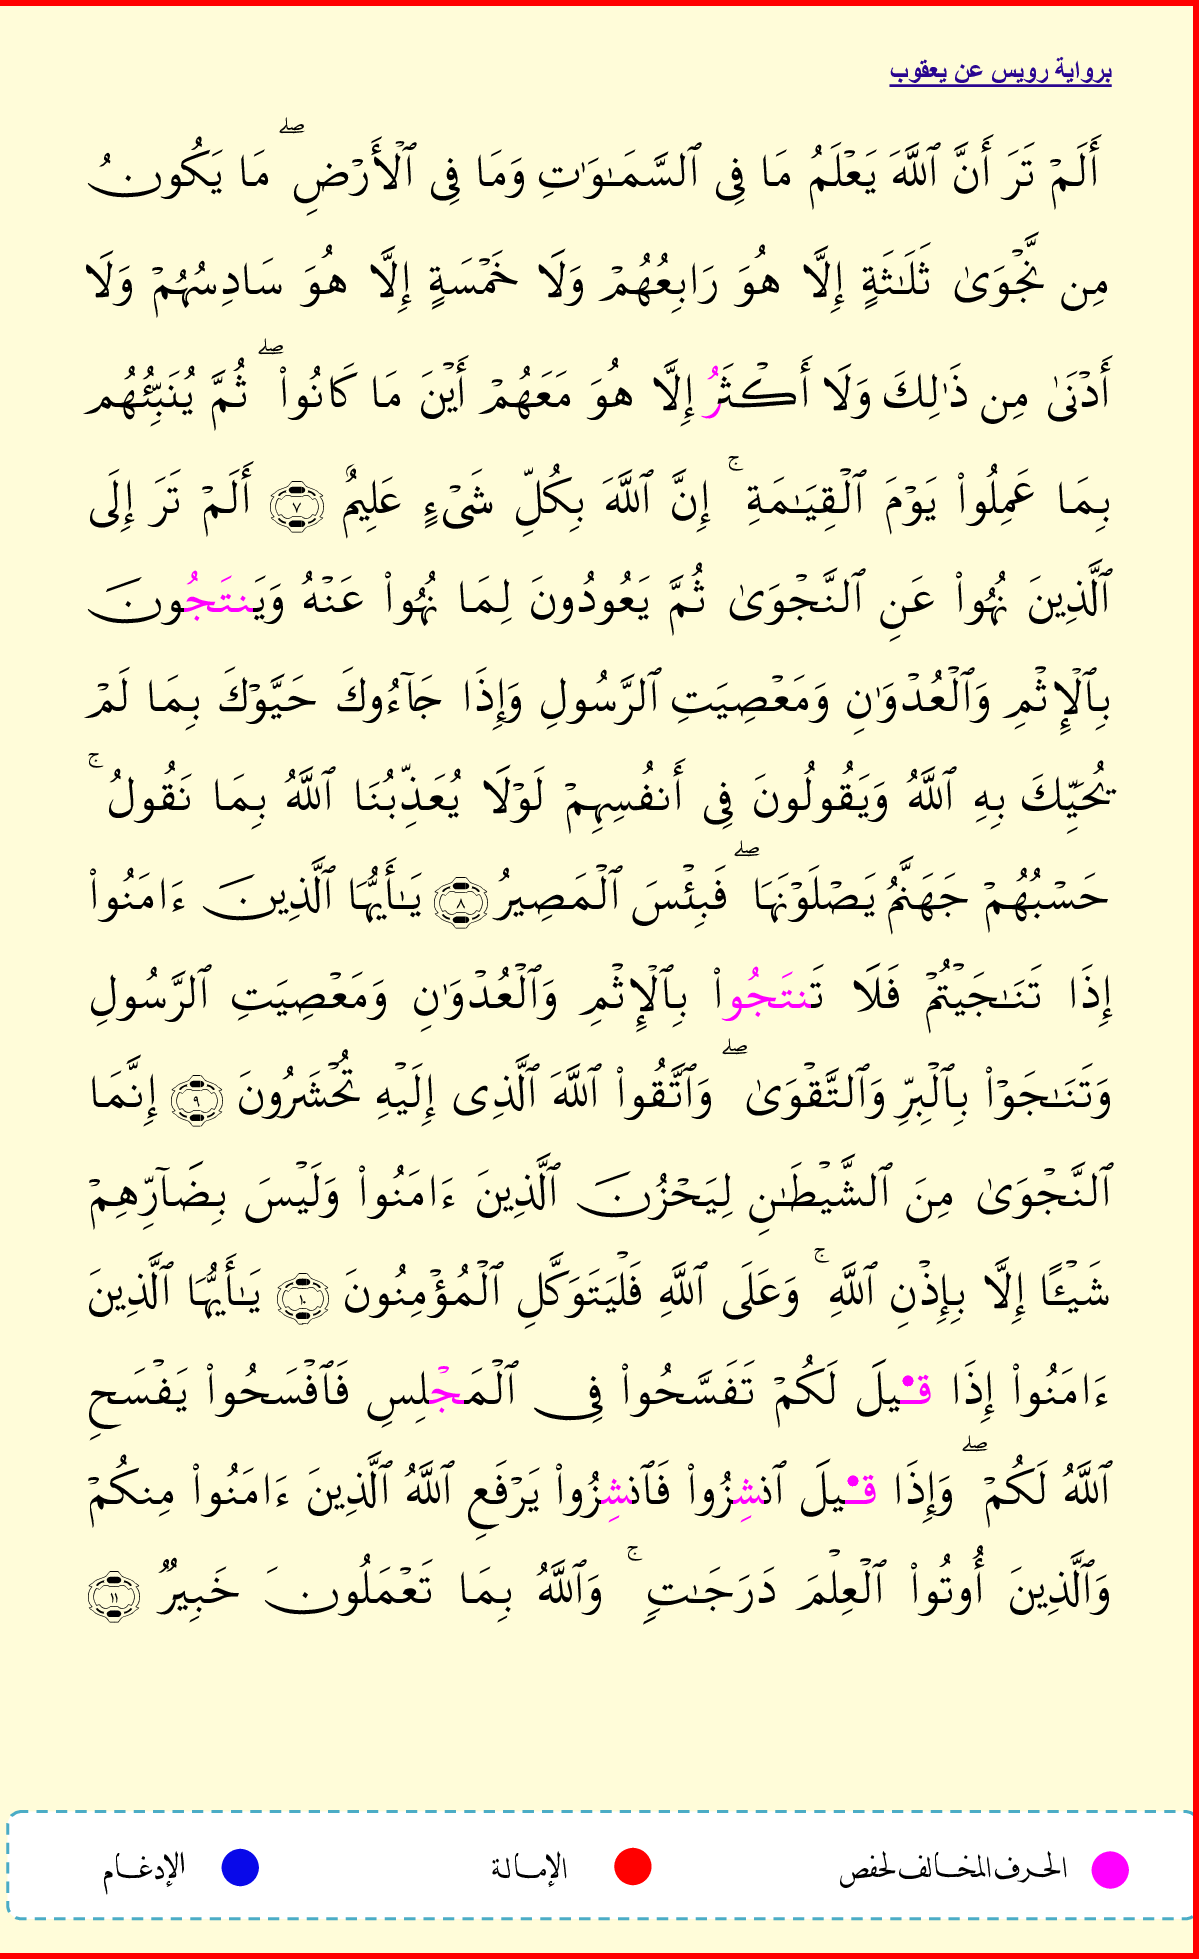 برواية رويس عن يعقوب
أَلَمۡ تَرَ أَنَّ ٱللَّهَ يَعۡلَمُ مَا فِى ٱلسَّمَـٰوَٰتِ وَمَا فِى ٱلۡأَرۡضِۖ مَا يَكُونُ
مِن نَّجۡوَىٰ ثَلَـٰثَةٍ إِلَّا هُوَ رَابِعُهُمۡ وَلَا خَمۡسَةٍ إِلَّا هُوَ سَادِسُهُمۡ وَلَا
أَدۡنَىٰ مِن ذَٰلِكَ وَلَا أَكۡثَرُ إِلَّا هُوَ مَعَهُمۡ أَيۡنَ مَا كَانُوا۟ۖ ثُمَّ يُنَبِّئُهُم
بِمَا عَمِلُوا۟ يَوۡمَ ٱلۡقِيَـٰمَةِۚ إِنَّ ٱللَّهَ بِكُلِّ شَىۡءٍ عَلِيمٌ ٧ أَلَمۡ تَرَ إِلَى
ٱلَّذِينَ نُهُوا۟ عَنِ ٱلنَّجۡوَىٰ ثُمَّ يَعُودُونَ لِمَا نُهُوا۟ عَنۡهُ وَيَنتَجُونَ
بِٱلۡإِثۡمِ وَٱلۡعُدۡوَٰنِ وَمَعۡصِيَتِ ٱلرَّسُولِ وَإِذَا جَآءُوكَ حَيَّوۡكَ بِمَا لَمۡ
يُحَيِّكَ بِهِ ٱللَّهُ وَيَقُولُونَ فِى أَنفُسِهِمۡ لَوۡلَا يُعَذِّبُنَا ٱللَّهُ بِمَا نَقُولُۚ
حَسۡبُهُمۡ جَهَنَّمُ يَصۡلَوۡنَهَاۖ فَبِئۡسَ ٱلۡمَصِيرُ ٨ يَـٰأَيُّهَا ٱلَّذِينَ ءَامَنُوا۟
إِذَا تَنَـٰجَيۡتُمۡ فَلَا تَنتَجُوا۟ بِٱلۡإِثۡمِ وَٱلۡعُدۡوَٰنِ وَمَعۡصِيَتِ ٱلرَّسُولِ
وَتَنَـٰجَوۡا۟ بِٱلۡبِرِّ وَٱلتَّقۡوَىٰۖ وَٱتَّقُوا۟ ٱللَّهَ ٱلَّذِى إِلَيۡهِ تُحۡشَرُونَ ٩ إِنَّمَا
ٱلنَّجۡوَىٰ مِنَ ٱلشَّيۡطَـٰنِ لِيَحۡزُنَ ٱلَّذِينَ ءَامَنُوا۟ وَلَيۡسَ بِضَآرِّهِمۡ
شَيۡـًٔا إِلَّا بِإِذۡنِ ٱللَّهِۚ وَعَلَى ٱللَّهِ فَلۡيَتَوَكَّلِ ٱلۡمُؤۡمِنُونَ ١٠ يَـٰأَيُّهَا ٱلَّذِينَ
ءَامَنُوا۟ إِذَا قِيلَ لَكُمۡ تَفَسَّحُوا۟ فِى ٱلۡمَجۡلِسِ فَٱفۡسَحُوا۟ يَفۡسَحِ
ٱللَّهُ لَكُمۡۖ وَإِذَا قِيلَ ٱنشِزُوا۟ فَٱنشِزُوا۟ يَرۡفَعِ ٱللَّهُ ٱلَّذِينَ ءَامَنُوا۟ مِنكُمۡ
وَٱلَّذِينَ أُوتُوا۟ ٱلۡعِلۡمَ دَرَجَـٰتٍۚ وَٱللَّهُ بِمَا تَعۡمَلُونَ خَبِيرٌ ١١
الحرف المخالف لحفص الإمالة الإدغام